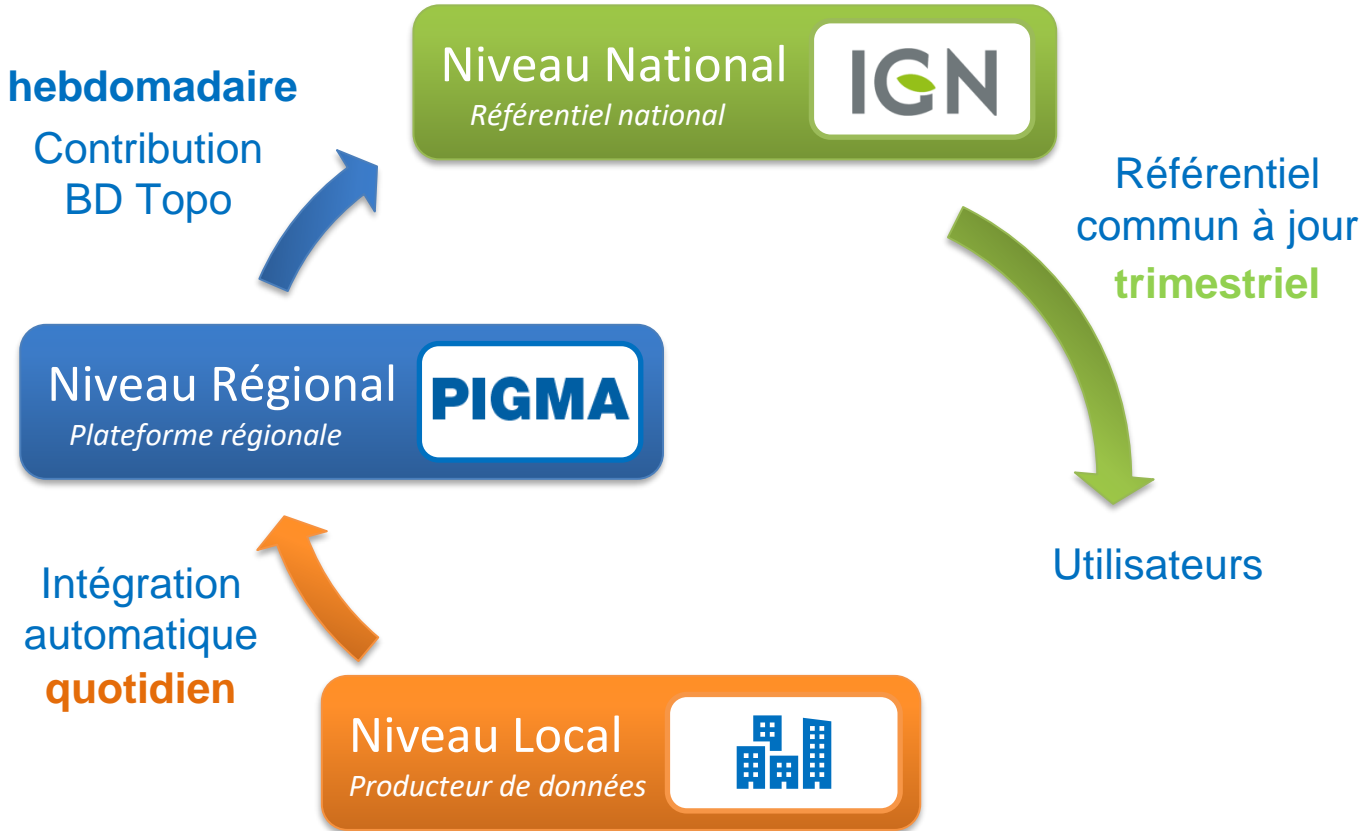 Niveau National
Référentiel national
IGN
hebdomadaire
Contribution
BD Topo
Référentiel
commun à jour
trimestriel
Niveau Régional
Plateforme régionale
PIGMA
Utilisateurs
Intégration
automatique
quotidien
Niveau Local
Producteur de données